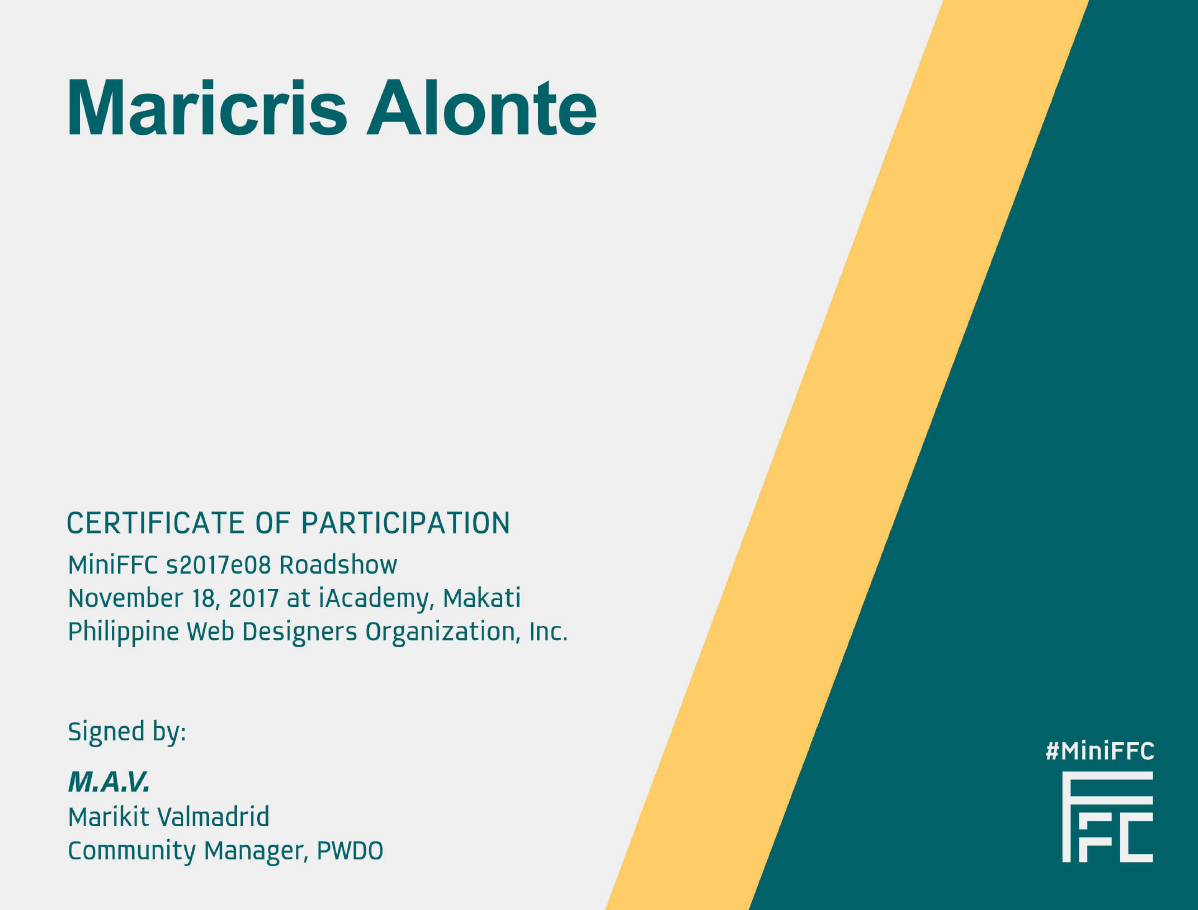 Maricris Alonte
CERTIFICATE OF PARTICIPATION
MiniFFC s2017e08 Roadshow
November 18, 2017 at iAcademy, Makati
Philippine Web Designers Organization, Inc.
Signed by:
M.A.V.
Marikit Valmadrid
Community Manager, PWDO
#MiniFFC
FFC